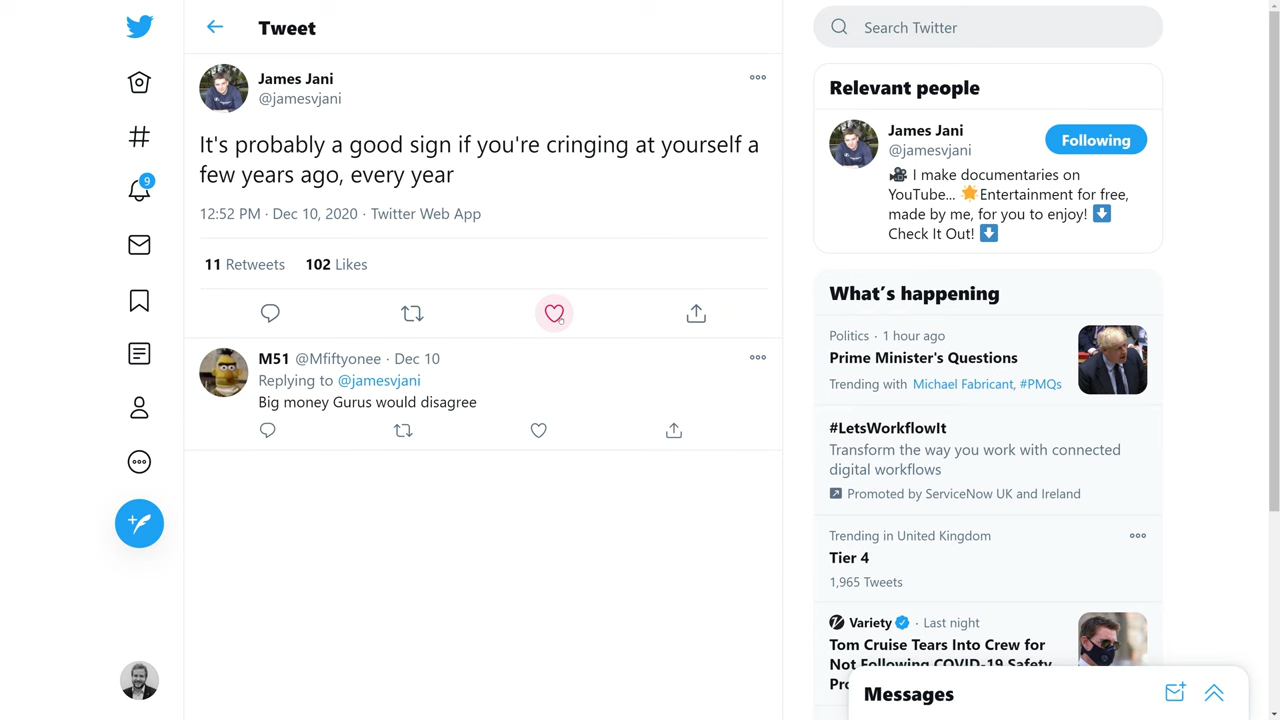 Tweet
James Jani
@jamesvjani
It's probably a good sign if you're cringing at yourself a
few years ago, every year
12:52 PM · Dec 10, 2020 · Twitter Web App
11 Retweets 102 Likes
M51 @Mfiftyonee · Dec 10
Replying to @jamesvjani
Big money Gurus would disagree
9
Search Twitter
Relevant people
James Jani
@jamesvjani
Following
🎥 I make documentaries on
YouTube... 🌟Entertainment for free,
made by me, for you to enjoy! ⬇️
Check It Out! ⬇️
What's happening
Politics · 1 hour ago
Prime Minister's Questions
Trending with Michael Fabricant, #PMQs
#LetsWorkflowIt
Transform the way you work with connected
digital workflows
Promoted by ServiceNow UK and Ireland
Trending in United Kingdom
Tier 4
1,965 Tweets
Variety · Last night
Tom Cruise Tears Into Crew for
Not Following COVID-19 Safety
Messages